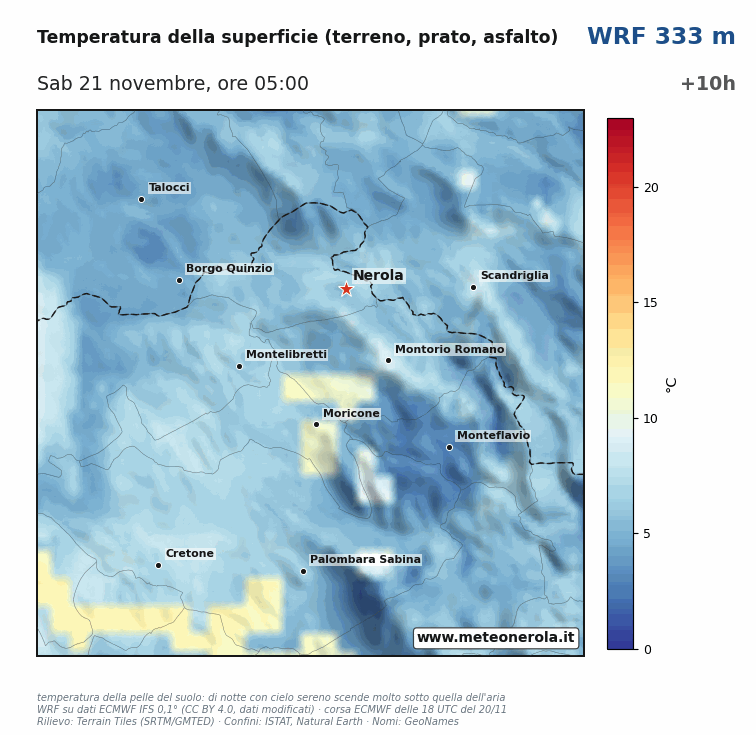 Temperatura della superficie (terreno, prato, asfalto)
WRF 333 m
Sab 21 novembre, ore 05:00
+10h
Talocci
Borgo Quinzio
Nerola
Scandriglia
Montelibretti
Montorio Romano
Moricone
Monteflavio
Cretone
Palombara Sabina
www.meteonerola.it
20
15
10
5
0
°C
temperatura della pelle del suolo: di notte con cielo sereno scende molto sotto quella dell'aria
WRF su dati ECMWF IFS 0,1° (CC BY 4.0, dati modificati) · corsa ECMWF delle 18 UTC del 20/11
Rilievo: Terrain Tiles (SRTM/GMTED) · Confini: ISTAT, Natural Earth · Nomi: GeoNames